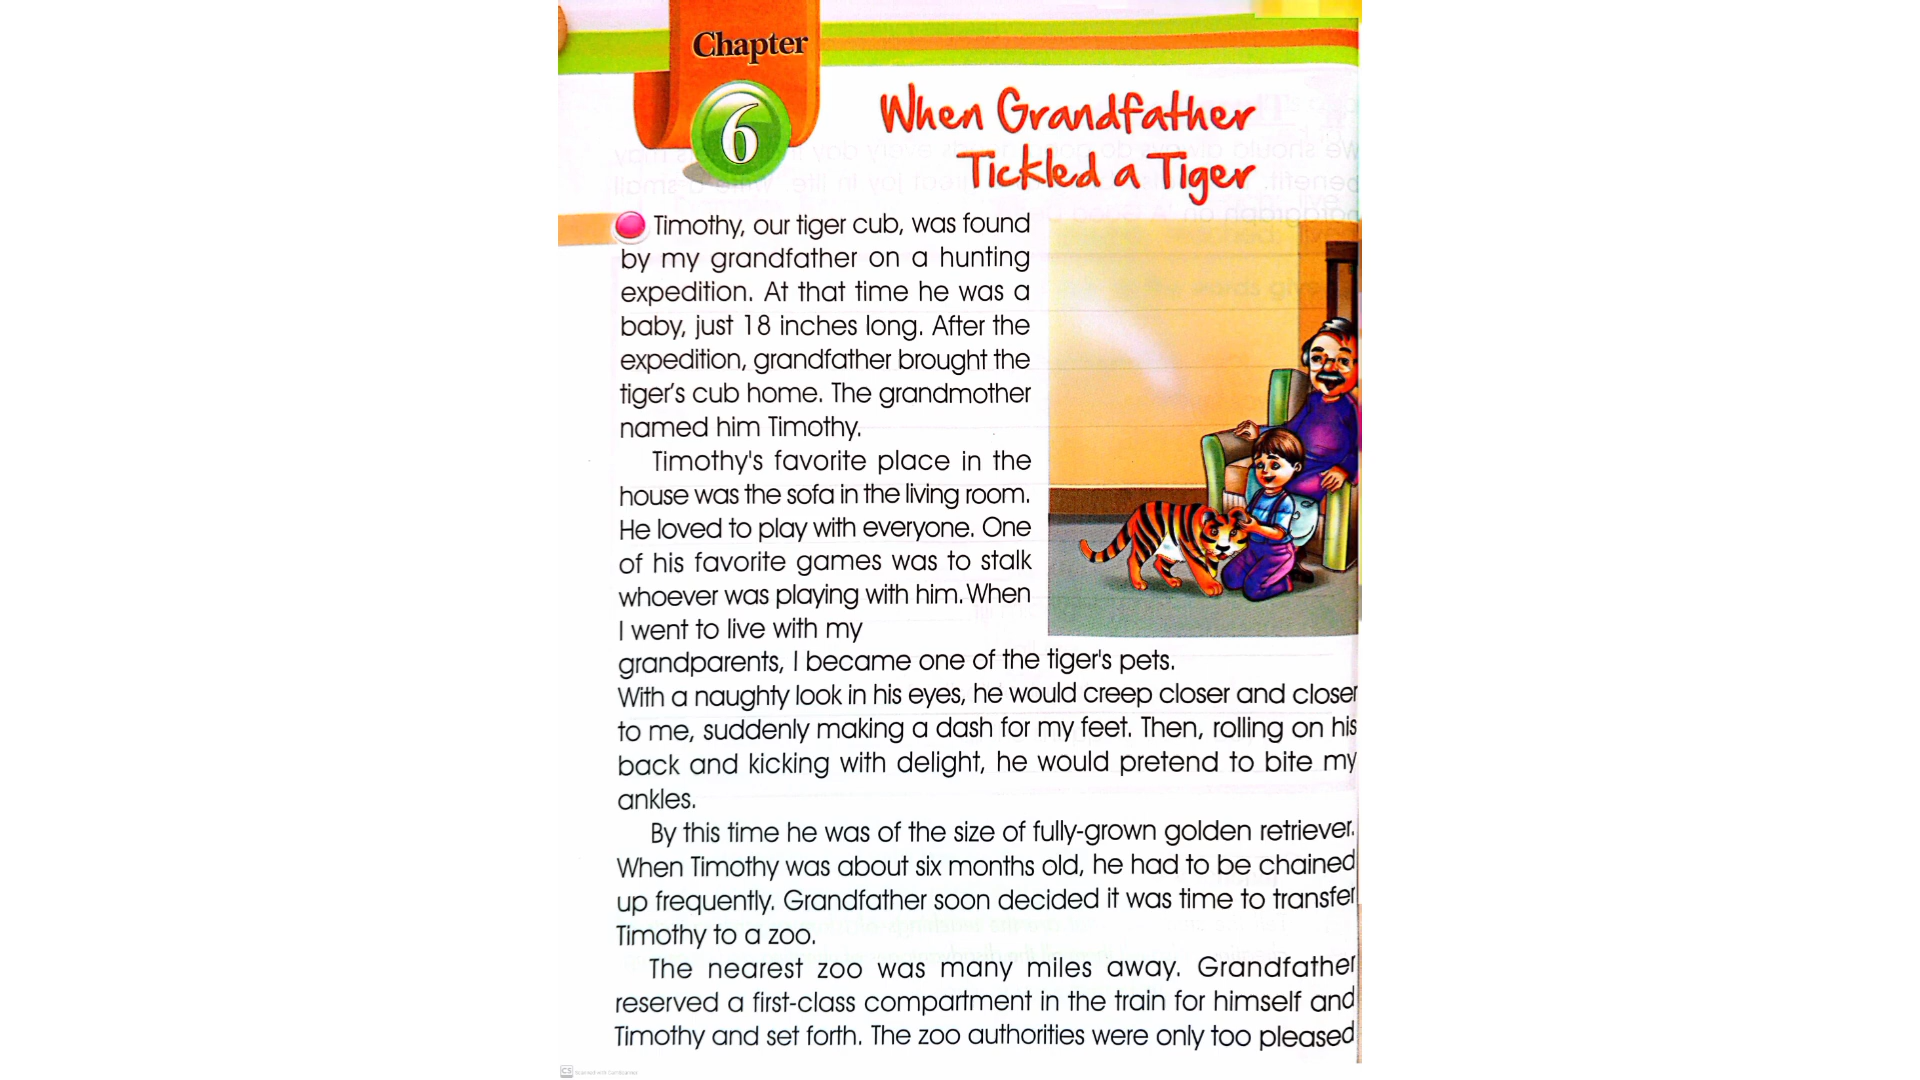 Chapter
6
When Grandfather
Tickled a Tiger
Timothy, our tiger cub, was found
by my grandfather on a hunting
expedition. At that time he was a
baby, just 18 inches long. After the
expedition, grandfather brought the
tiger's cub home. The grandmother
named him Timothy.
Timothy's favorite place in the
house was the sofa in the living room.
He loved to play with everyone. One
of his favorite games was to stalk
whoever was playing with him. When
I went to live with my
grandparents, I became one of the tiger's pets.
With a naughty look in his eyes, he would creep closer and closer
to me, suddenly making a dash for my feet. Then, rolling on his
back and kicking with delight, he would pretend to bite my
ankles.
By this time he was of the size of fully-grown golden retriever.
When Timothy was about six months old, he had to be chained
up frequently. Grandfather soon decided it was time to transfer
Timothy to a zoo.
The nearest zoo was many miles away. Grandfather
reserved a first-class compartment in the train for himself and
Timothy and set forth. The zoo authorities were only too pleased
CS Scanned with CamScanner